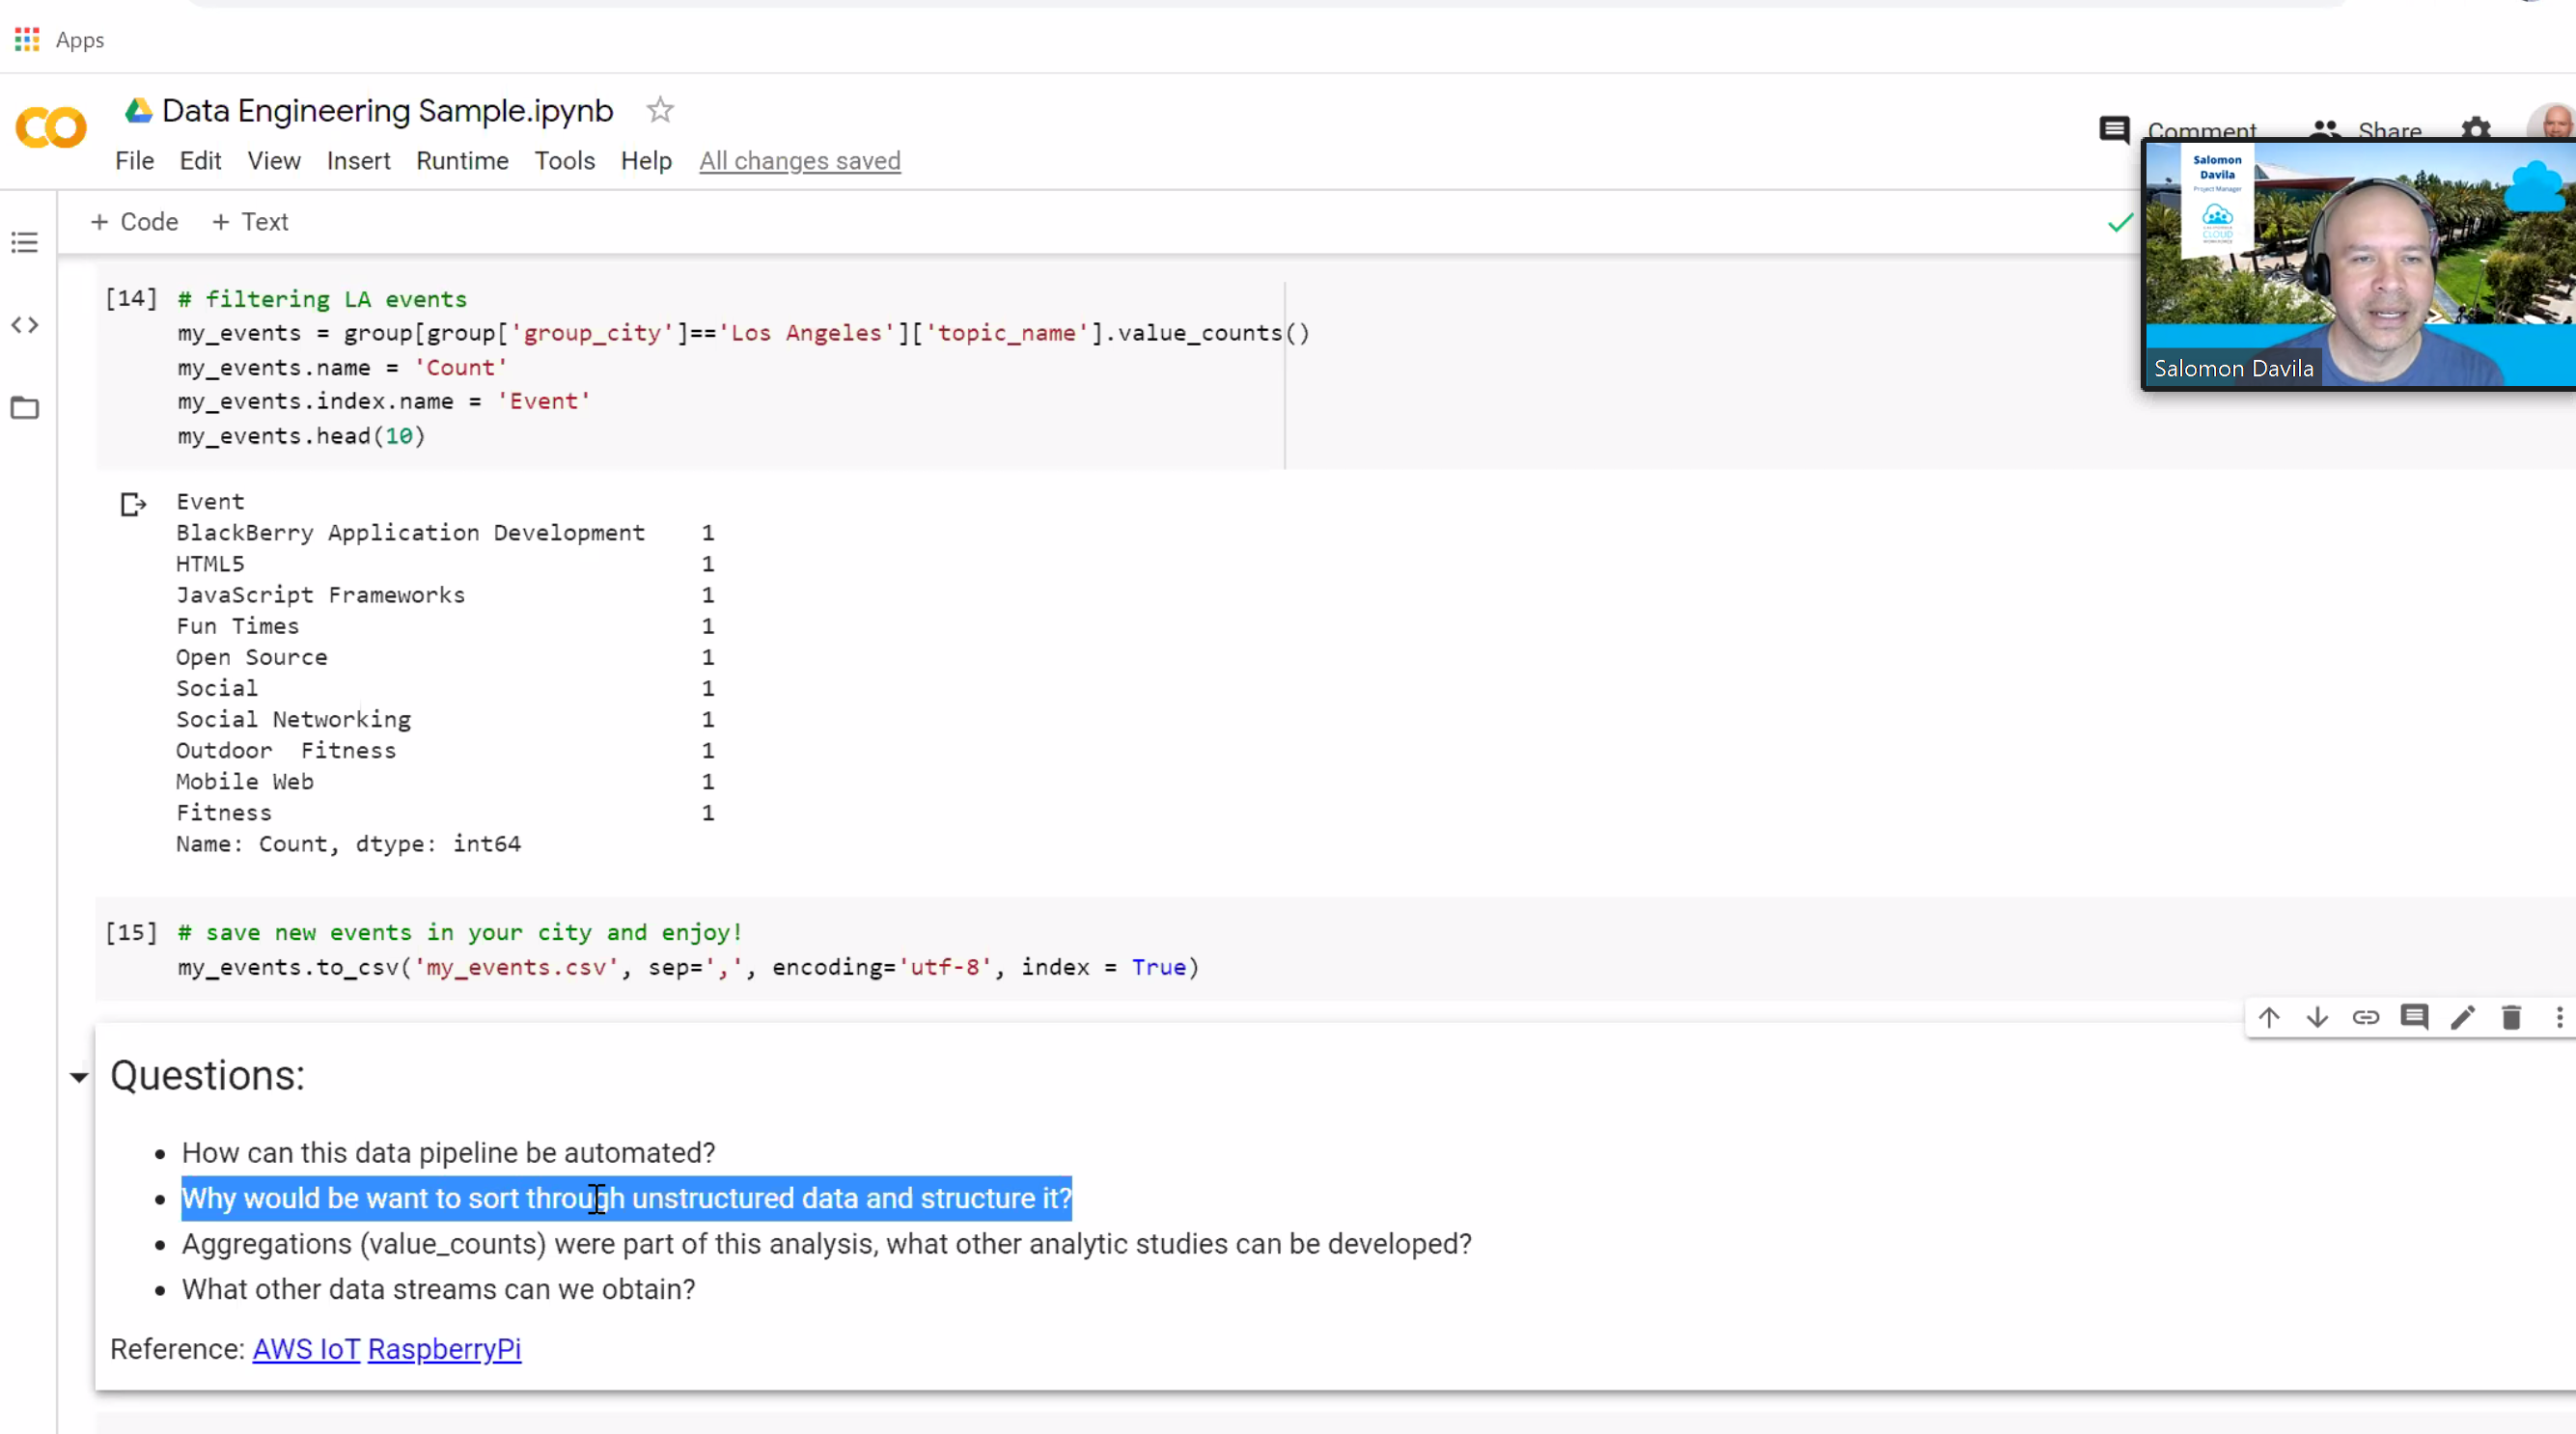 Apps
Data Engineering Sample.ipynb
Comment Share
File Edit View Insert Runtime Tools Help All changes saved
Salomon
Davila
Project Manager
CLOUD
Salomon Davila
+ Code + Text
[14] # filtering LA events
my_events = group[group['group_city']=='Los Angeles']['topic_name'].value_counts()
my_events.name = 'Count'
my_events.index.name = 'Event'
my_events.head(10)
Event
BlackBerry Application Development 1
HTML5 1
JavaScript Frameworks 1
Fun Times 1
Open Source 1
Social 1
Social Networking 1
Outdoor  Fitness 1
Mobile Web 1
Fitness 1
Name: Count, dtype: int64
[15] # save new events in your city and enjoy!
my_events.to_csv('my_events.csv', sep=',', encoding='utf-8', index = True)
Questions:
• How can this data pipeline be automated?
• Why would be want to sort through unstructured data and structure it?
• Aggregations (value_counts) were part of this analysis, what other analytic studies can be developed?
• What other data streams can we obtain?
Reference: AWS IoT RaspberryPi